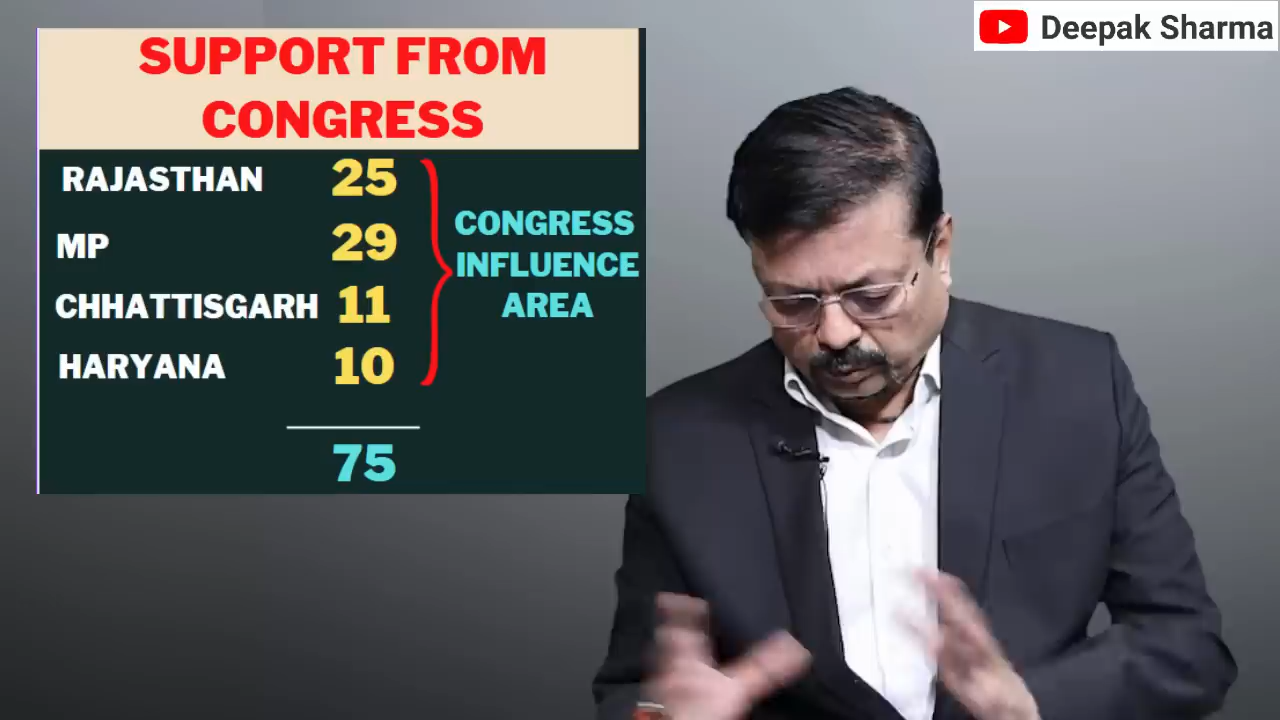 Deepak Sharma
SUPPORT FROM
CONGRESS
RAJASTHAN 25
MP 29
CHHATTISGARH 11
HARYANA 10
CONGRESS
INFLUENCE
AREA
75